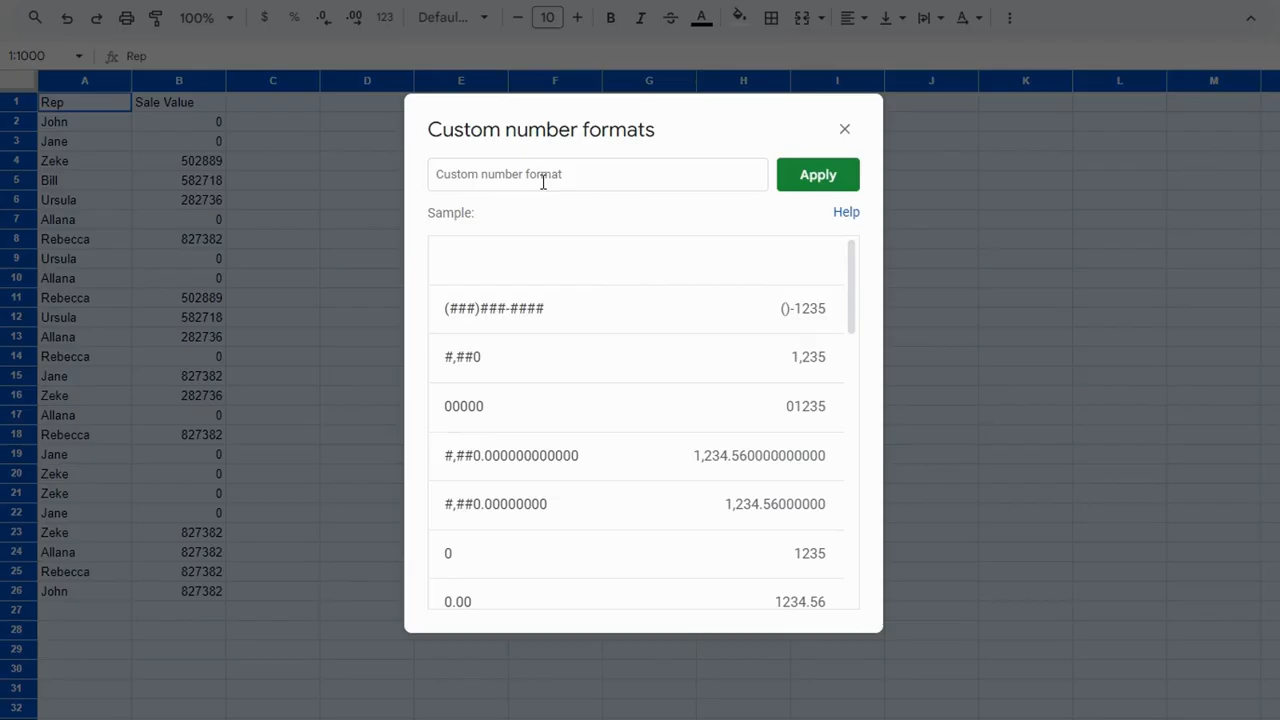 100% $ % .0 .00 123 Defaul... − 10 + B I S A
1:1000 fx Rep
A B C D E F G H I J K L M
1 Rep Sale Value
2 John 0
3 Jane 0
4 Zeke 502889
5 Bill 582718
6 Ursula 282736
7 Allana 0
8 Rebecca 827382
9 Ursula 0
10 Allana 0
11 Rebecca 502889
12 Ursula 582718
13 Allana 282736
14 Rebecca 0
15 Jane 827382
16 Zeke 282736
17 Allana 0
18 Rebecca 827382
19 Jane 0
20 Zeke 0
21 Zeke 0
22 Jane 0
23 Zeke 827382
24 Allana 827382
25 Rebecca 827382
26 John 827382
27
28
29
30
31
32
Custom number formats
Custom number format Apply
Sample: Help
(###)###-#### ()-1235
#,##0 1,235
00000 01235
#,##0.000000000000 1,234.560000000000
#,##0.00000000 1,234.56000000
0 1235
0.00 1234.56